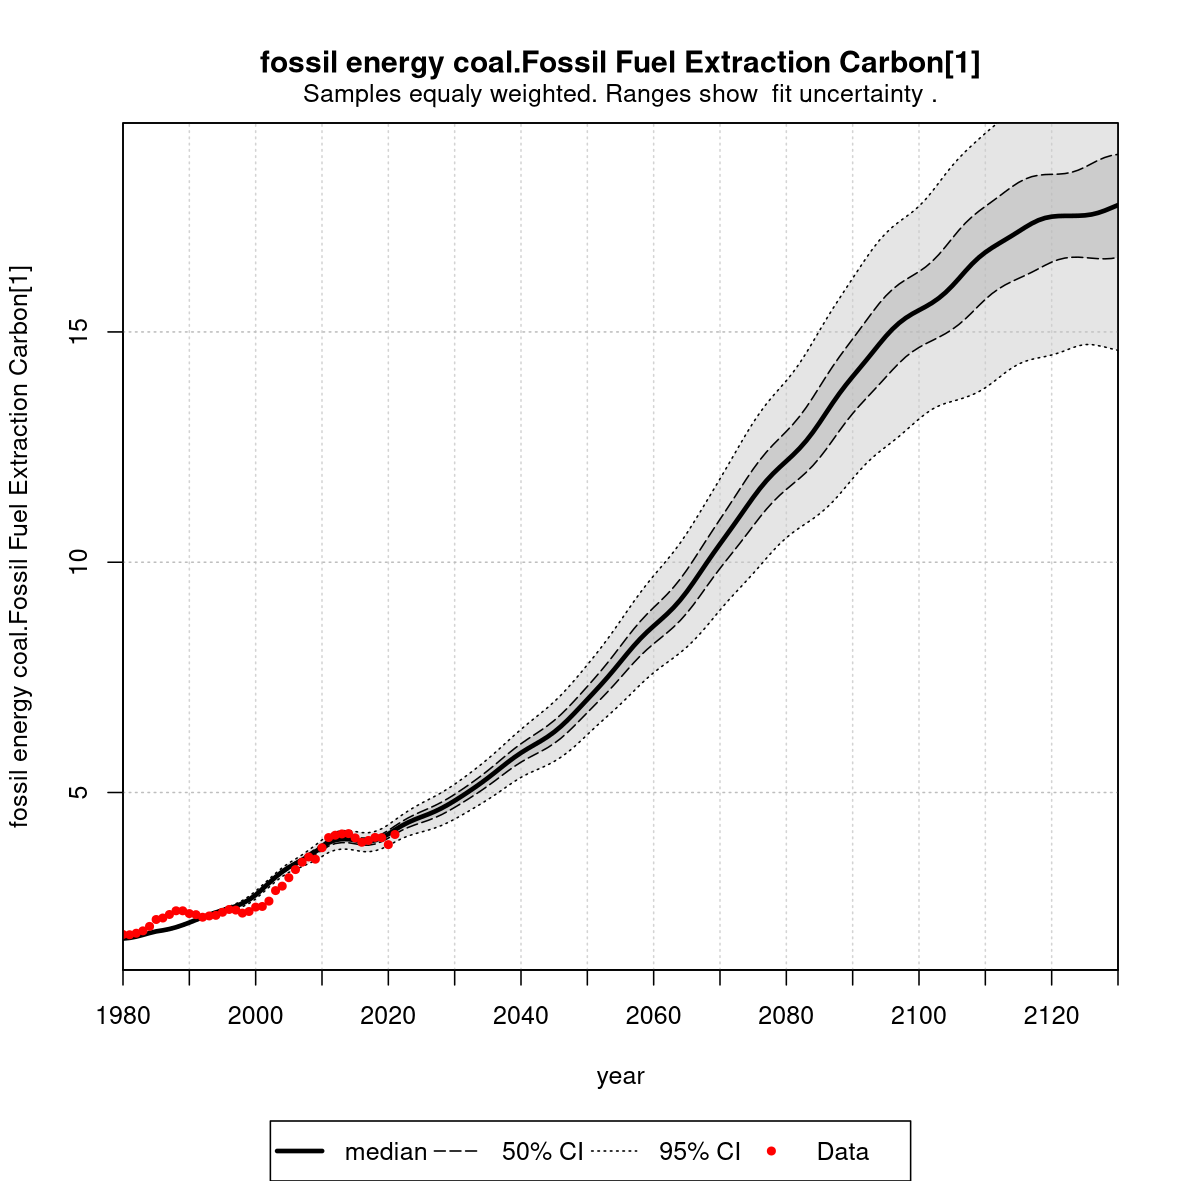 fossil energy coal.Fossil Fuel Extraction Carbon[1]
Samples equaly weighted. Ranges show  fit uncertainty .
fossil energy coal.Fossil Fuel Extraction Carbon[1]
15
10
5
1980 2000 2020 2040 2060 2080 2100 2120
year
median 50% CI 95% CI Data